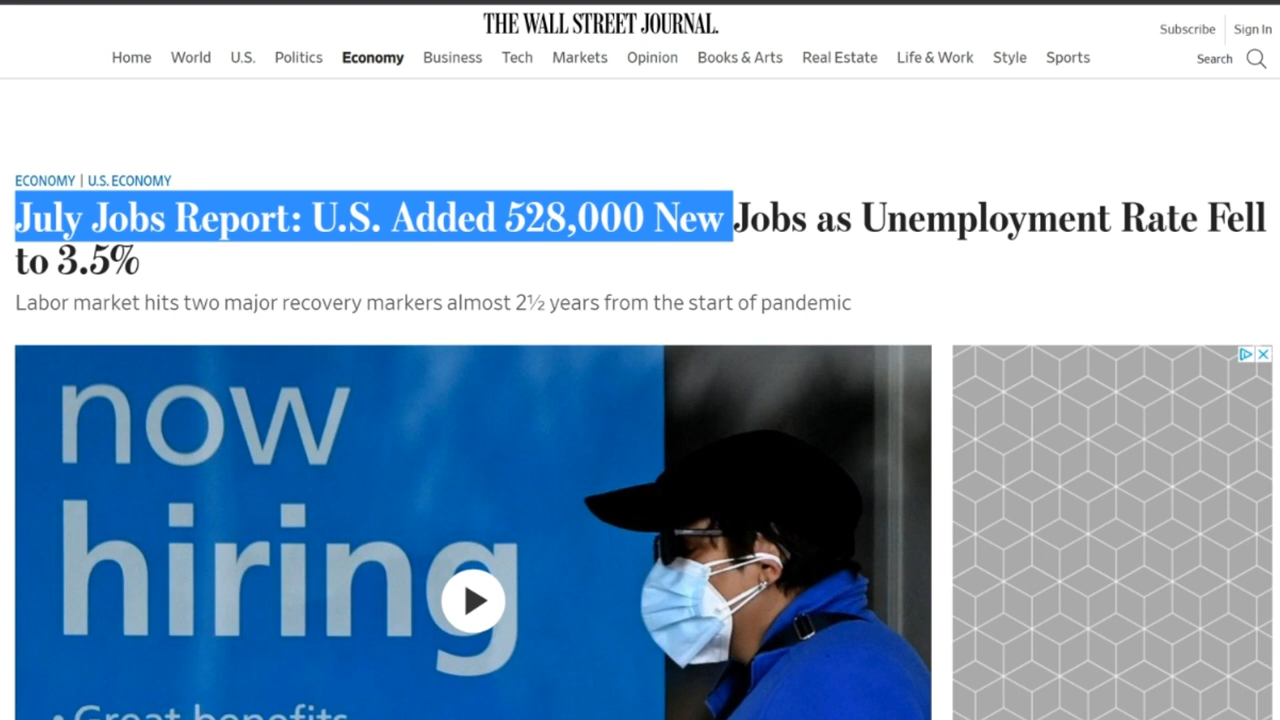 THE WALL STREET JOURNAL.
Subscribe Sign In
Home World U.S. Politics Economy Business Tech Markets Opinion Books & Arts Real Estate Life & Work Style Sports
Search
ECONOMY | U.S. ECONOMY
July Jobs Report: U.S. Added 528,000 New Jobs as Unemployment Rate Fell
to 3.5%
Labor market hits two major recovery markers almost 2½ years from the start of pandemic
now
hiring
• Great benefits